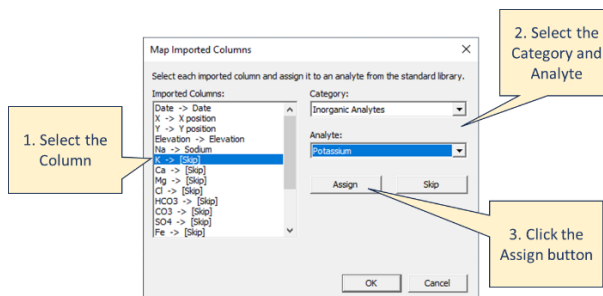 Map Imported Columns
Select each imported column and assign it to an analyte from the standard library.
Imported Columns:
Date -> Date
X -> X position
Y -> Y position
Elevation -> Elevation
Na -> Sodium
K -> [Skip]
Ca -> [Skip]
Mg -> [Skip]
Cl -> [Skip]
HCO3 -> [Skip]
CO3 -> [Skip]
SO4 -> [Skip]
Fe -> [Skip]
Category:
Inorganic Analytes
Analyte:
Potassium
Assign
Skip
OK
Cancel
1. Select the
Column
2. Select the
Category and
Analyte
3. Click the
Assign button